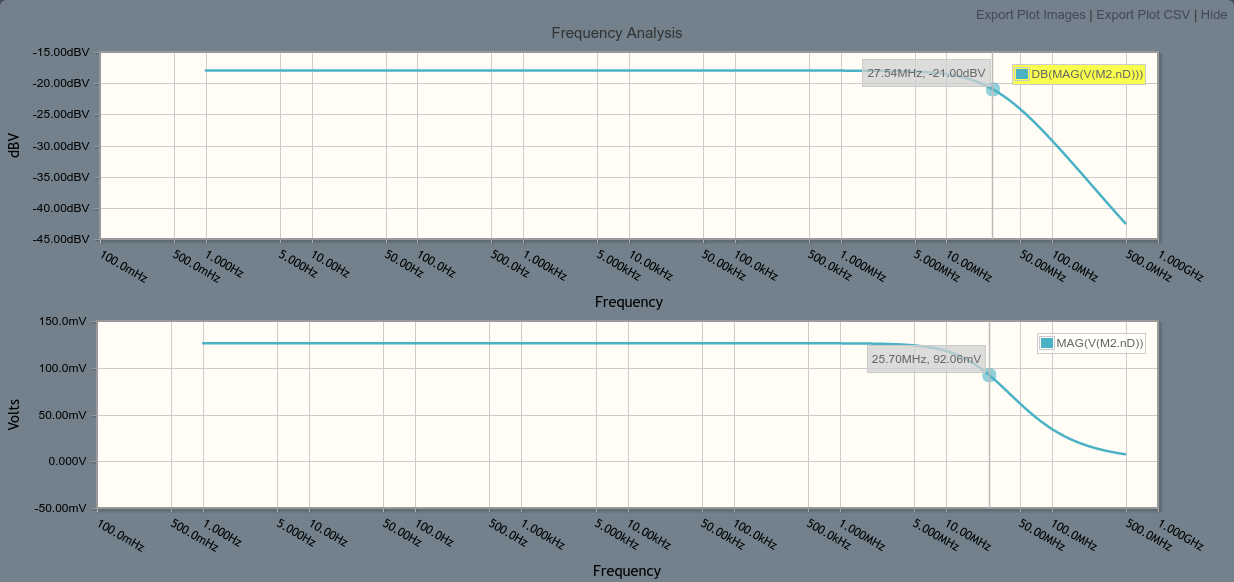 Export Plot Images | Export Plot CSV | Hide
Frequency Analysis
-15.00dBV
-20.00dBV
-25.00dBV
-30.00dBV
-35.00dBV
-40.00dBV
-45.00dBV
dBV
27.54MHz, -21.00dBV
DB(MAG(V(M2.nD)))
100.0mHz 500.0mHz 1.000Hz 5.000Hz 10.00Hz 50.00Hz 100.0Hz 500.0Hz 1.000kHz 5.000kHz 10.00kHz 50.00kHz 100.0kHz 500.0kHz 1.000MHz 5.000MHz 10.00MHz 50.00MHz 100.0MHz 500.0MHz 1.000GHz
Frequency
150.0mV
100.0mV
50.00mV
0.000V
-50.00mV
Volts
25.70MHz, 92.06mV
MAG(V(M2.nD))
100.0mHz 500.0mHz 1.000Hz 5.000Hz 10.00Hz 50.00Hz 100.0Hz 500.0Hz 1.000kHz 5.000kHz 10.00kHz 50.00kHz 100.0kHz 500.0kHz 1.000MHz 5.000MHz 10.00MHz 50.00MHz 100.0MHz 500.0MHz 1.000GHz
Frequency